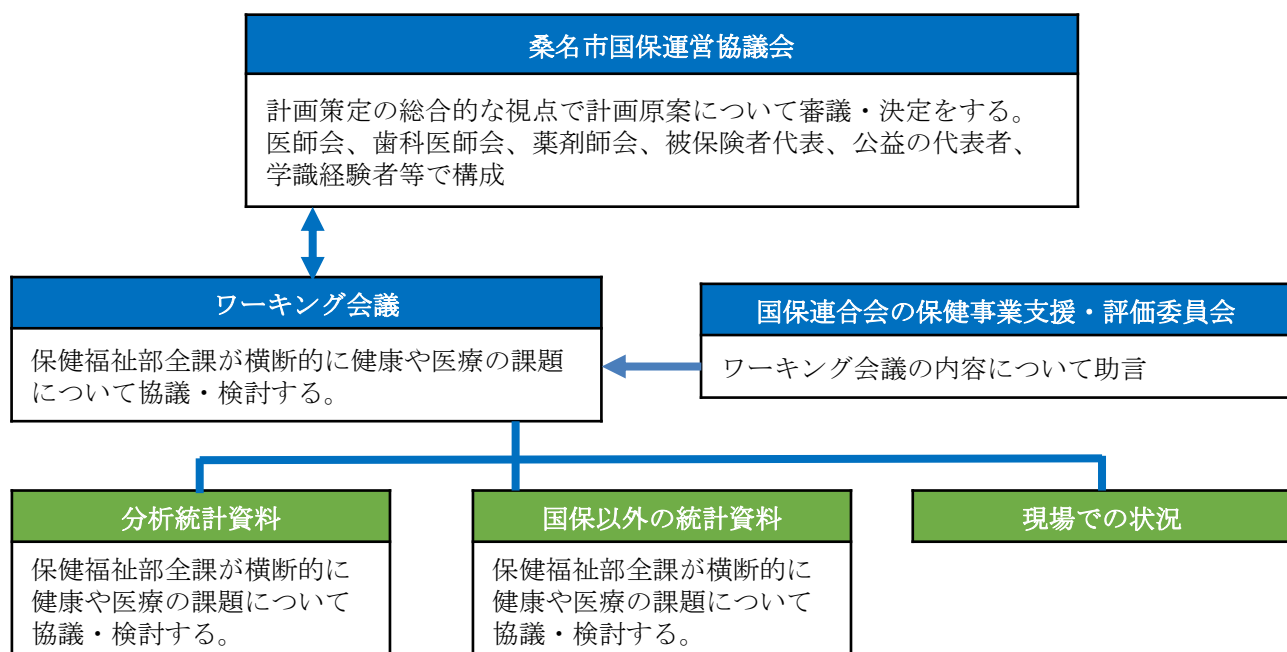 桑名市国保運営協議会
計画策定の総合的な視点で計画原案について審議・決定をする。
医師会、歯科医師会、薬剤師会、被保険者代表、公益の代表者、
学識経験者等で構成
ワーキング会議
保健福祉部全課が横断的に健康や医療の課題
について協議・検討する。
国保連合会の保健事業支援・評価委員会
ワーキング会議の内容について助言
分析統計資料
保健福祉部全課が横断的に
健康や医療の課題について
協議・検討する。
国保以外の統計資料
保健福祉部全課が横断的に
健康や医療の課題について
協議・検討する。
現場での状況